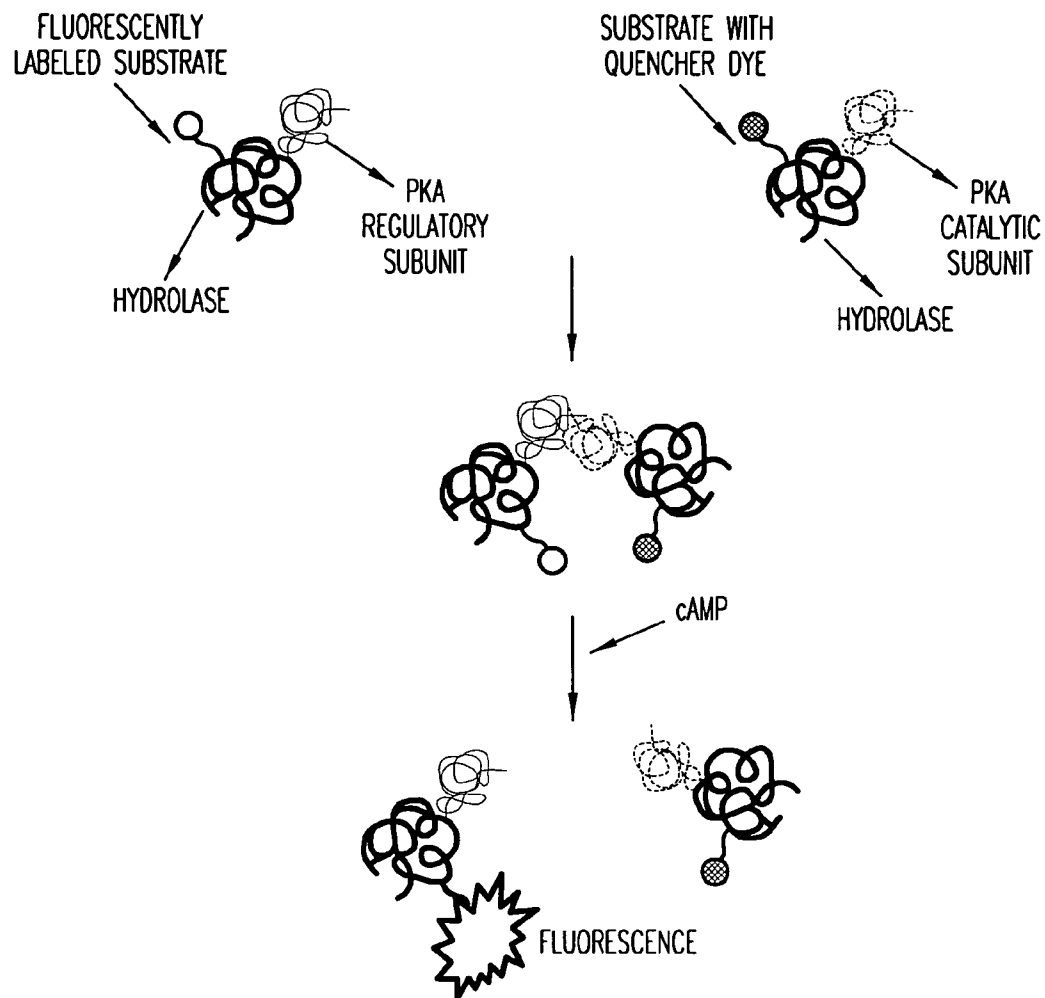 FLUORESCENTLY
LABELED SUBSTRATE
SUBSTRATE WITH
QUENCHER DYE
PKA
REGULATORY
SUBUNIT
HYDROLASE
PKA
CATALYTIC
SUBUNIT
HYDROLASE
cAMP
FLUORESCENCE